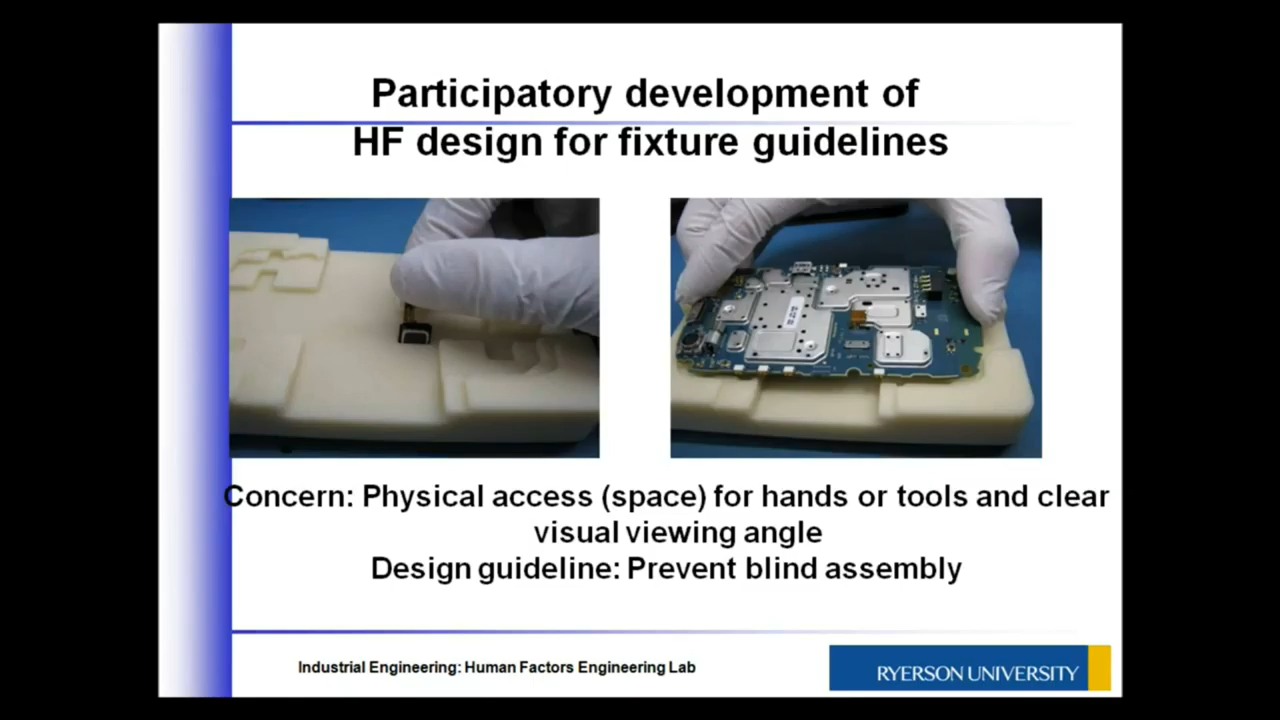 Participatory development of
HF design for fixture guidelines
Concern: Physical access (space) for hands or tools and clear
visual viewing angle
Design guideline: Prevent blind assembly
Industrial Engineering: Human Factors Engineering Lab
RYERSON UNIVERSITY